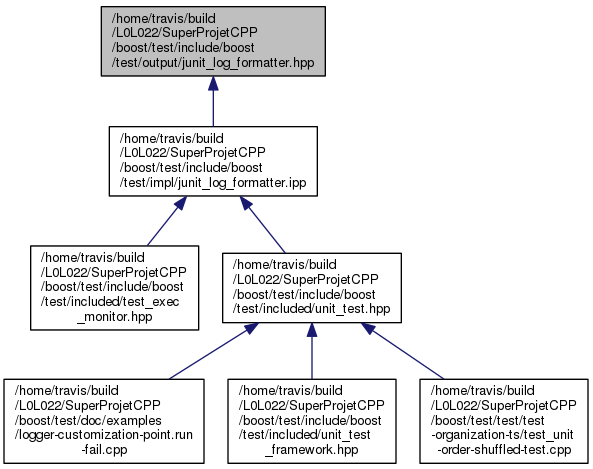 /home/travis/build
/L0L022/SuperProjetCPP
/boost/test/include/boost
/test/output/junit_log_formatter.hpp
/home/travis/build
/L0L022/SuperProjetCPP
/boost/test/include/boost
/test/impl/junit_log_formatter.ipp
/home/travis/build
/L0L022/SuperProjetCPP
/boost/test/include/boost
/test/included/test_exec
_monitor.hpp
/home/travis/build
/L0L022/SuperProjetCPP
/boost/test/include/boost
/test/included/unit_test.hpp
/home/travis/build
/L0L022/SuperProjetCPP
/boost/test/doc/examples
/logger-customization-point.run
-fail.cpp
/home/travis/build
/L0L022/SuperProjetCPP
/boost/test/include/boost
/test/included/unit_test
_framework.hpp
/home/travis/build
/L0L022/SuperProjetCPP
/boost/test/test/test
-organization-ts/test_unit
-order-shuffled-test.cpp